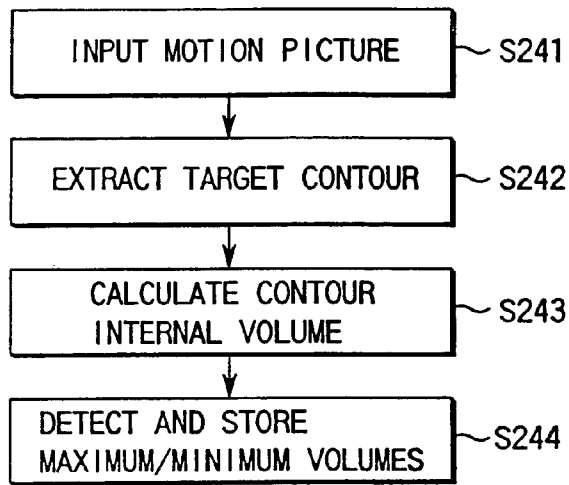 INPUT MOTION PICTURE S241
EXTRACT TARGET CONTOUR S242
CALCULATE CONTOUR
INTERNAL VOLUME S243
DETECT AND STORE
MAXIMUM/MINIMUM VOLUMES S244